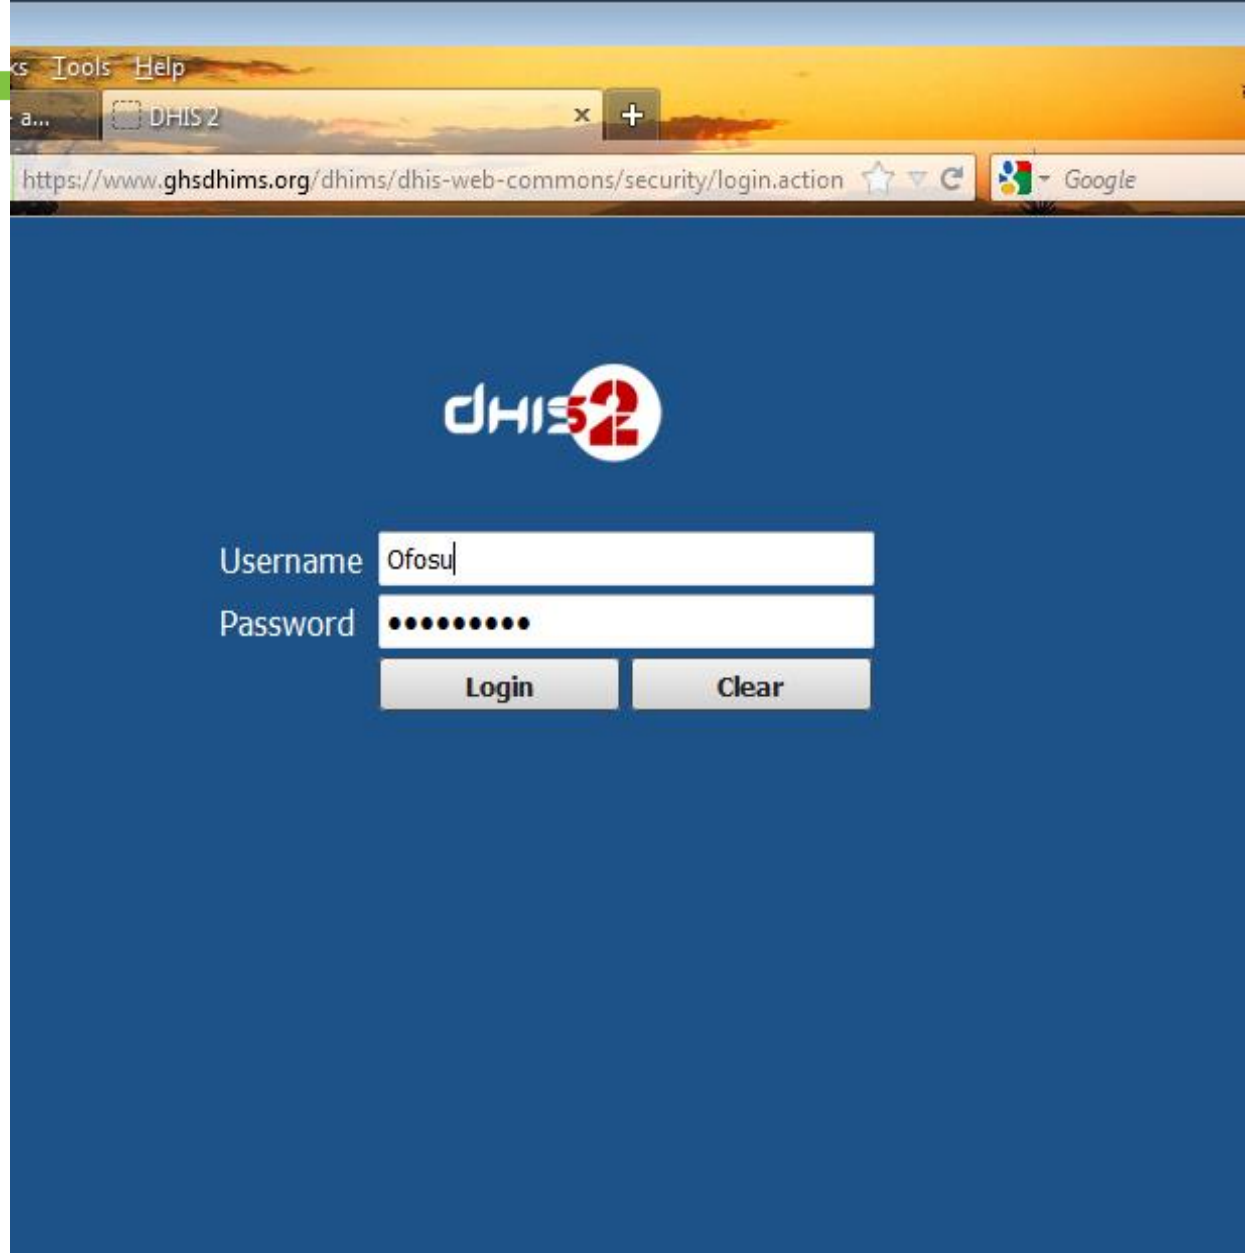 ks Tools Help
a... DHIS 2
https://www.ghsdhims.org/dhims/dhis-web-commons/security/login.action Google
dHIS2
Username Ofosu
Password •••••••••
Login Clear